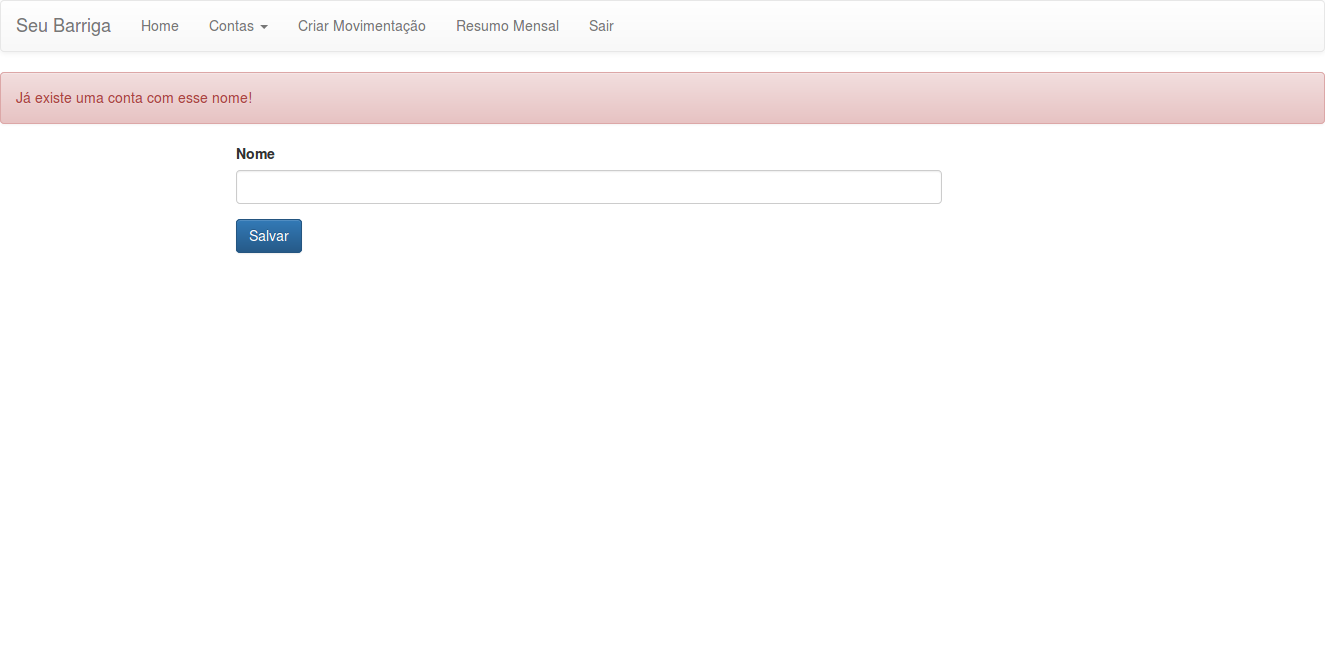 Seu Barriga Home Contas Criar Movimentação Resumo Mensal Sair
Já existe uma conta com esse nome!
Nome
Salvar